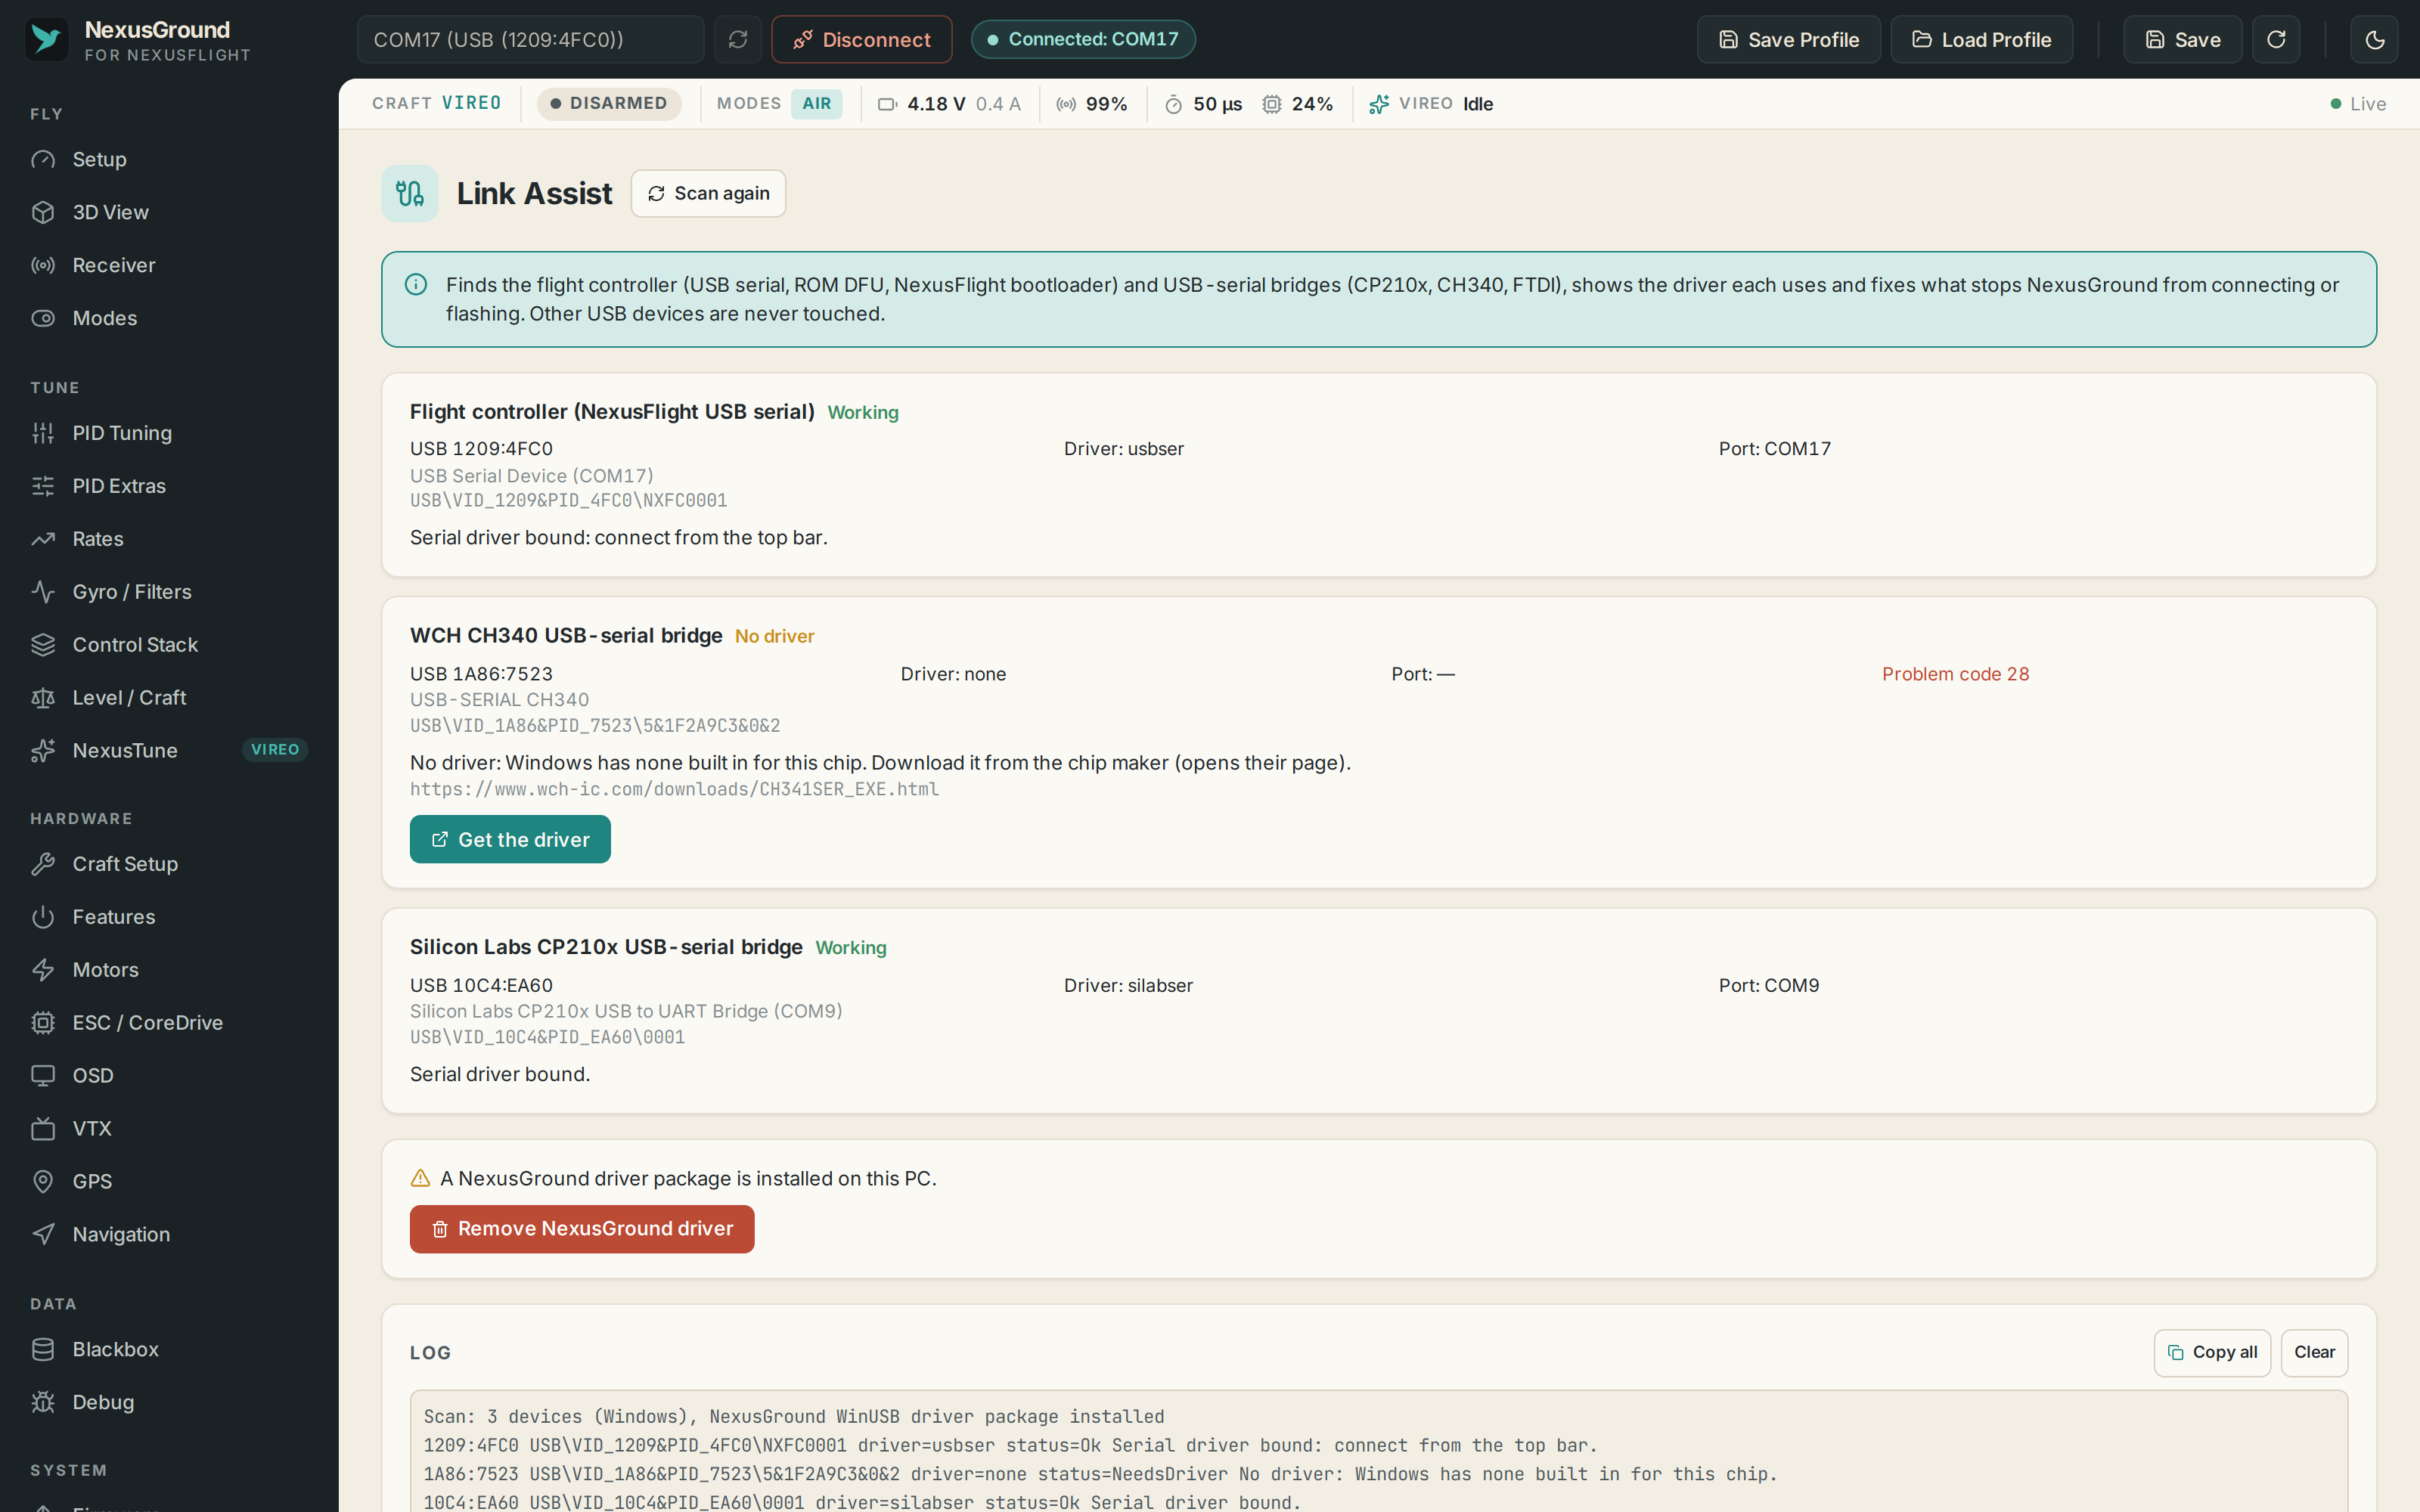 NexusGround
FOR NEXUSFLIGHT
COM17 (USB (1209:4FC0))
Disconnect
Connected: COM17
Save Profile
Load Profile
Save
FLY
Setup
3D View
Receiver
Modes
TUNE
PID Tuning
PID Extras
Rates
Gyro / Filters
Control Stack
Level / Craft
NexusTune VIREO
HARDWARE
Craft Setup
Features
Motors
ESC / CoreDrive
OSD
VTX
GPS
Navigation
DATA
Blackbox
Debug
SYSTEM
CRAFT VIREO
DISARMED
MODES AIR
4.18 V 0.4 A
99%
50 µs
24%
VIREO Idle
Live
Link Assist
Scan again
Finds the flight controller (USB serial, ROM DFU, NexusFlight bootloader) and USB-serial bridges (CP210x, CH340, FTDI), shows the driver each uses and fixes what stops NexusGround from connecting or
flashing. Other USB devices are never touched.
Flight controller (NexusFlight USB serial) Working
USB 1209:4FC0 Driver: usbser Port: COM17
USB Serial Device (COM17)
USB\VID_1209&PID_4FC0\NXFC0001
Serial driver bound: connect from the top bar.
WCH CH340 USB-serial bridge No driver
USB 1A86:7523 Driver: none Port: — Problem code 28
USB-SERIAL CH340
USB\VID_1A86&PID_7523\5&1F2A9C3&0&2
No driver: Windows has none built in for this chip. Download it from the chip maker (opens their page).
https://www.wch-ic.com/downloads/CH341SER_EXE.html
Get the driver
Silicon Labs CP210x USB-serial bridge Working
USB 10C4:EA60 Driver: silabser Port: COM9
Silicon Labs CP210x USB to UART Bridge (COM9)
USB\VID_10C4&PID_EA60\0001
Serial driver bound.
A NexusGround driver package is installed on this PC.
Remove NexusGround driver
LOG
Copy all
Clear
Scan: 3 devices (Windows), NexusGround WinUSB driver package installed
1209:4FC0 USB\VID_1209&PID_4FC0\NXFC0001 driver=usbser status=Ok Serial driver bound: connect from the top bar.
1A86:7523 USB\VID_1A86&PID_7523\5&1F2A9C3&0&2 driver=none status=NeedsDriver No driver: Windows has none built in for this chip.
10C4:EA60 USB\VID_10C4&PID_EA60\0001 driver=silabser status=Ok Serial driver bound.